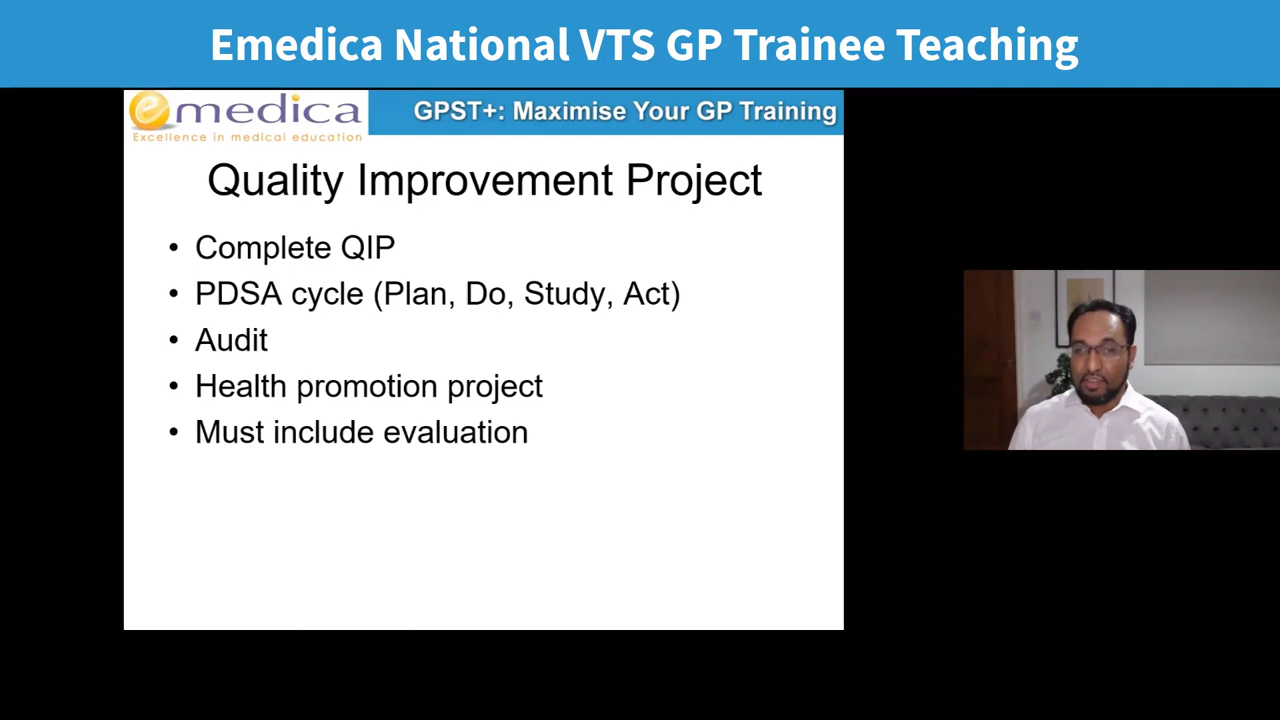 Emedica National VTS GP Trainee Teaching
emedica
Excellence in medical education
GPST+: Maximise Your GP Training
Quality Improvement Project
• Complete QIP
• PDSA cycle (Plan, Do, Study, Act)
• Audit
• Health promotion project
• Must include evaluation